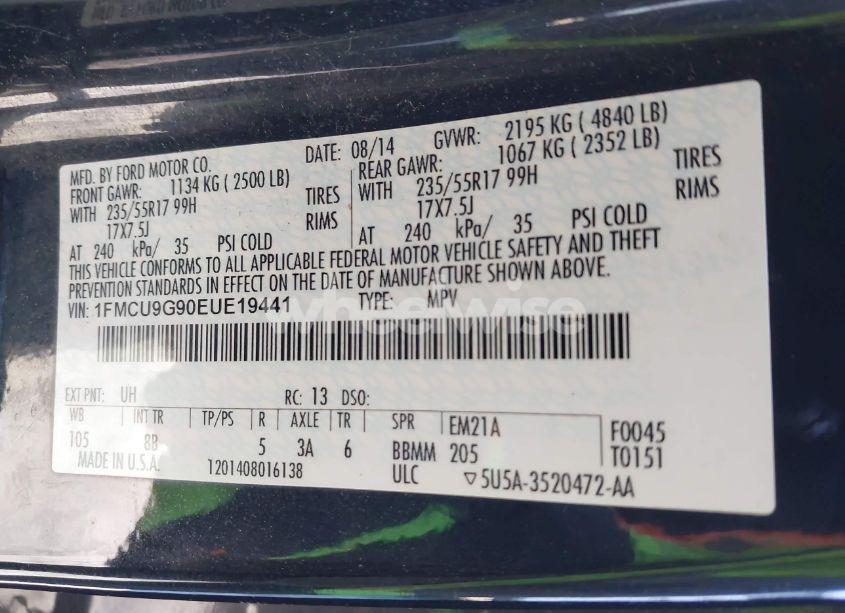 MFD. BY FORD MOTOR CO.
DATE: 08/14 GVWR: 2195 KG ( 4840 LB)
FRONT GAWR: 1134 KG ( 2500 LB)
WITH 235/55R17 99H TIRES
17X7.5J RIMS
AT 240 kPa/ 35 PSI COLD
REAR GAWR: 1067 KG ( 2352 LB)
WITH 235/55R17 99H TIRES
17X7.5J RIMS
AT 240 kPa/ 35 PSI COLD
THIS VEHICLE CONFORMS TO ALL APPLICABLE FEDERAL MOTOR VEHICLE SAFETY AND THEFT
PREVENTION STANDARDS IN EFFECT ON THE DATE OF MANUFACTURE SHOWN ABOVE.
VIN: 1FMCU9G90EUE19441 TYPE: MPV
wheelwise
EXT PNT: UH RC: 13 DSO:
WB INT TR TP/PS R AXLE TR SPR EM21A F0045
105 8B 5 3A 6 BBMM 205 T0151
MADE IN U.S.A. 1201408016138 ULC ▽5U5A-3520472-AA